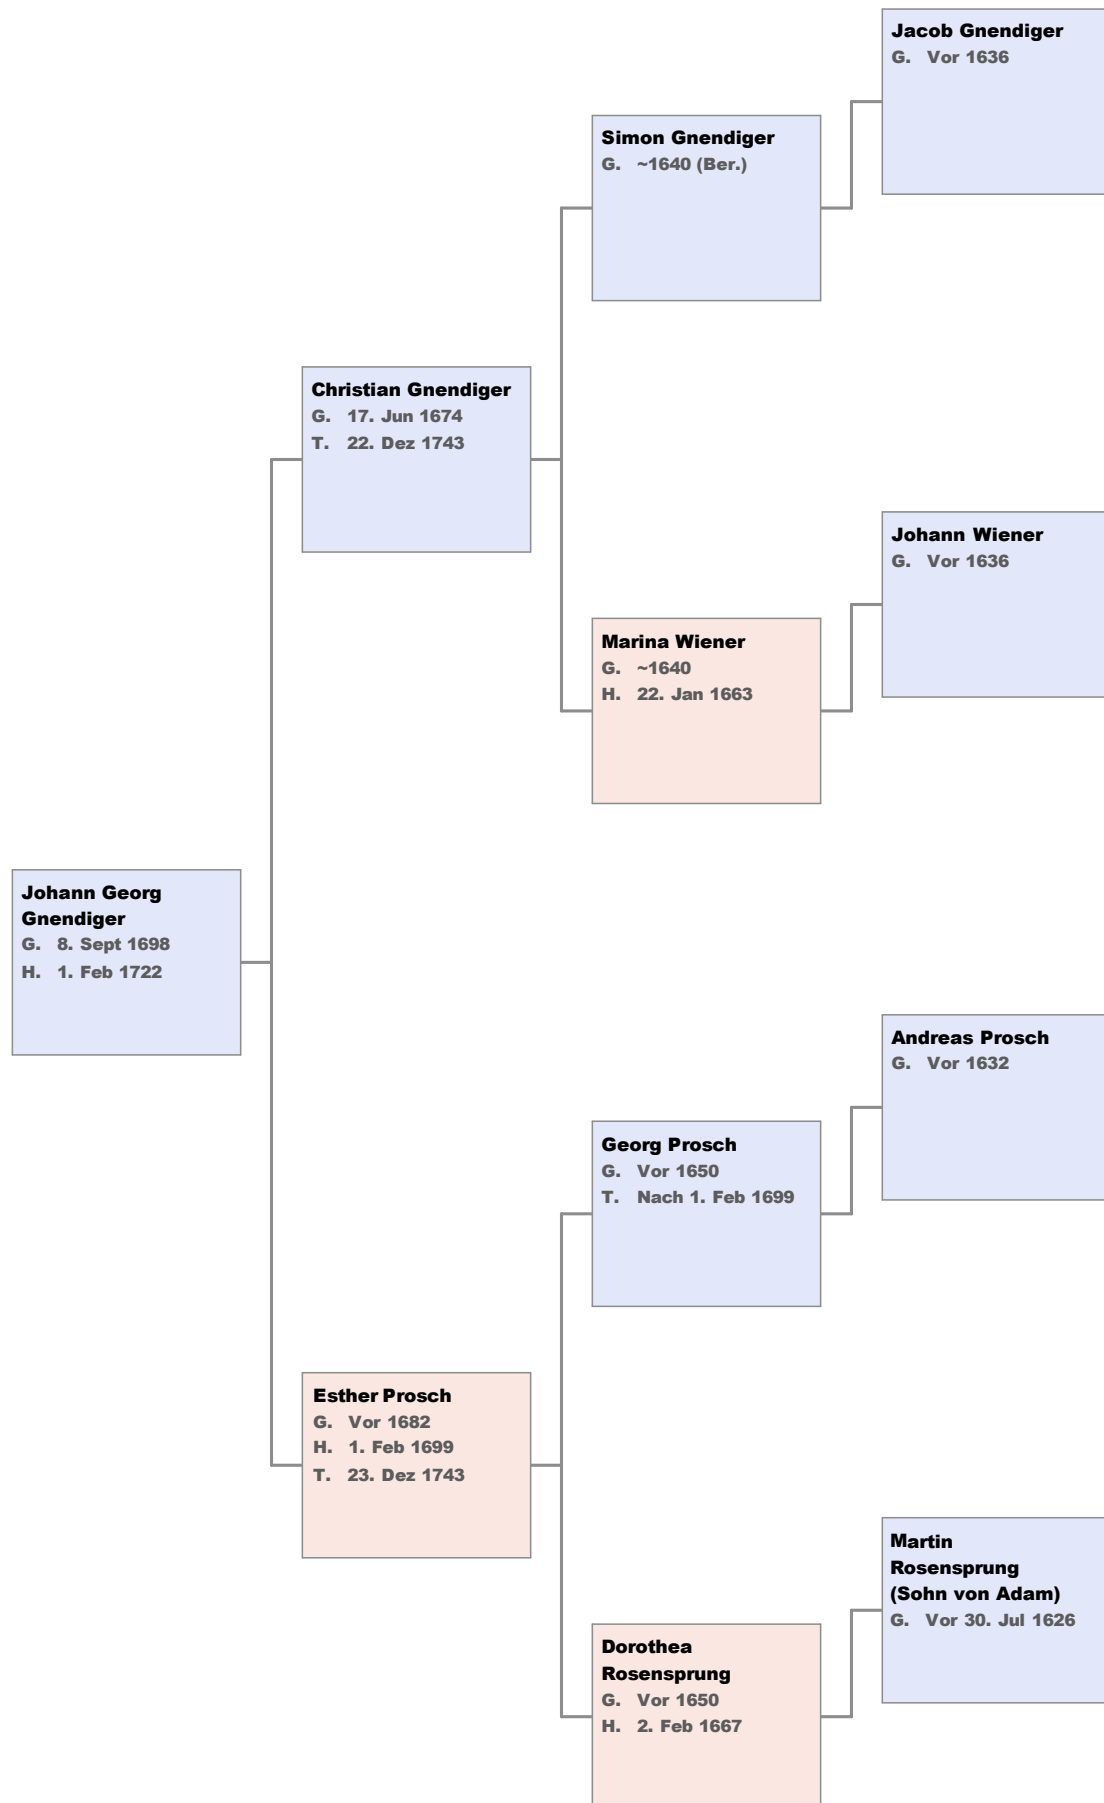 Jacob Gnendiger
G. Vor 1636
Simon Gnendiger
G. ~1640 (Ber.)
Christian Gnendiger
G. 17. Jun 1674
T. 22. Dez 1743
Johann Wiener
G. Vor 1636
Marina Wiener
G. ~1640
H. 22. Jan 1663
Johann Georg
Gnendiger
G. 8. Sept 1698
H. 1. Feb 1722
Andreas Prosch
G. Vor 1632
Georg Prosch
G. Vor 1650
T. Nach 1. Feb 1699
Esther Prosch
G. Vor 1682
H. 1. Feb 1699
T. 23. Dez 1743
Martin
Rosensprung
(Sohn von Adam)
G. Vor 30. Jul 1626
Dorothea
Rosensprung
G. Vor 1650
H. 2. Feb 1667